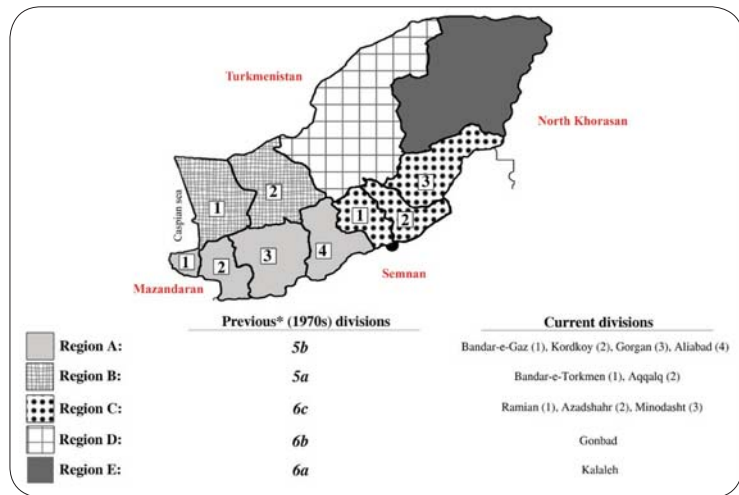 Turkmenistan
North Khorasan
3
2
1
1
2
Caspian sea
4
3
1
2
Semnan
Mazandaran
Previous* (1970s) divisions Current divisions
Region A: 5b Bandar-e-Gaz (1), Kordkoy (2), Gorgan (3), Aliabad (4)
Region B: 5a Bandar-e-Torkmen (1), Aqqalq (2)
Region C: 6c Ramian (1), Azadshahr (2), Minodasht (3)
Region D: 6b Gonbad
Region E: 6a Kalaleh